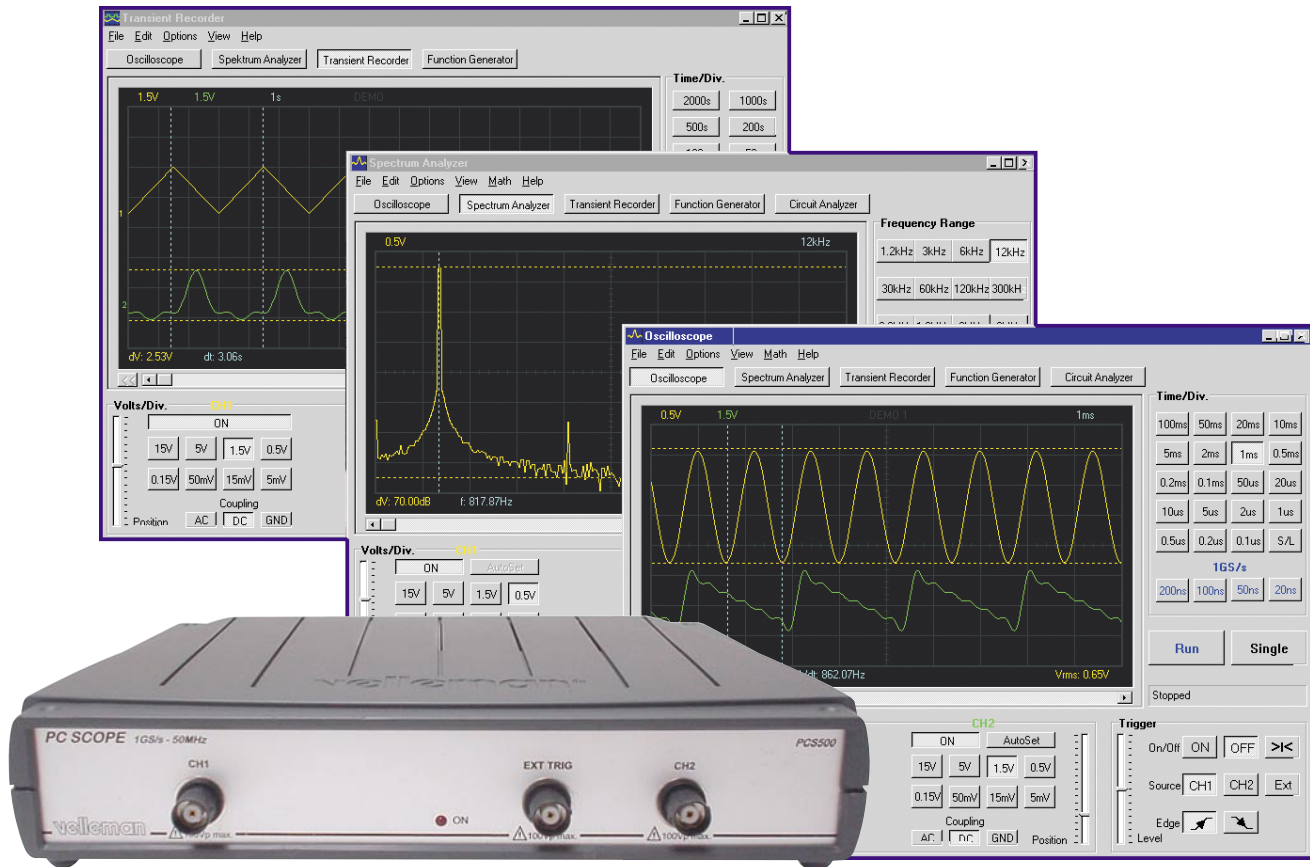 Transient Recorder
File Edit Options View Help
Oscilloscope Spektrum Analyzer Transient Recorder Function Generator
1.5V 1.5V 1s DEMO
1
2
dV: 2.53V dt: 3.06s
<<
Time/Div.
2000s 1000s
500s 200s
Volts/Div. CH1
ON
15V 5V 1.5V 0.5V
0.15V 50mV 15mV 5mV
Coupling
Position AC DC GND
Spectrum Analyzer
File Edit Options View Math Help
Oscilloscope Spectrum Analyzer Transient Recorder Function Generator Circuit Analyzer
0.5V 12kHz
dV: 70.00dB f: 817.87Hz
Frequency Range
1.2kHz 3kHz 6kHz 12kHz
30kHz 60kHz 120kHz 300kH
Volts/Div. CH1
ON AutoSet
15V 5V 1.5V 0.5V
Oscilloscope
File Edit Options View Math Help
Oscilloscope Spectrum Analyzer Transient Recorder Function Generator Circuit Analyzer
0.5V 1.5V DEMO 1 1ms
/dt: 862.07Hz Vrms: 0.65V
Time/Div.
100ms 50ms 20ms 10ms
5ms 2ms 1ms 0.5ms
0.2ms 0.1ms 50us 20us
10us 5us 2us 1us
0.5us 0.2us 0.1us S/L
1GS/s
200ns 100ns 50ns 20ns
Run Single
Stopped
CH2
ON AutoSet
15V 5V 1.5V 0.5V
0.15V 50mV 15mV 5mV
Coupling
AC DC GND Position
Trigger
On/Off ON OFF >|<
Source CH1 CH2 Ext
Edge
Level
velleman
PC SCOPE 1GS/s - 50MHz
PCS500
CH1 EXT TRIG CH2
ON
velleman
100Vp max. 100Vp max. 100Vp max.